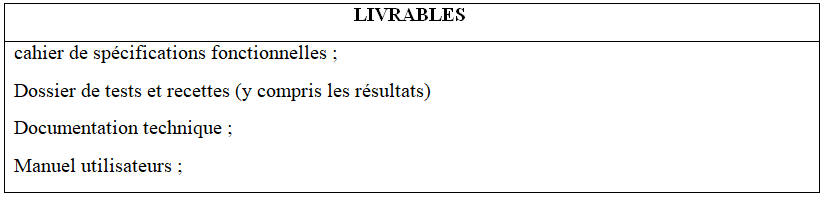 LIVRABLES
cahier de spécifications fonctionnelles ;
Dossier de tests et recettes (y compris les résultats)
Documentation technique ;
Manuel utilisateurs ;